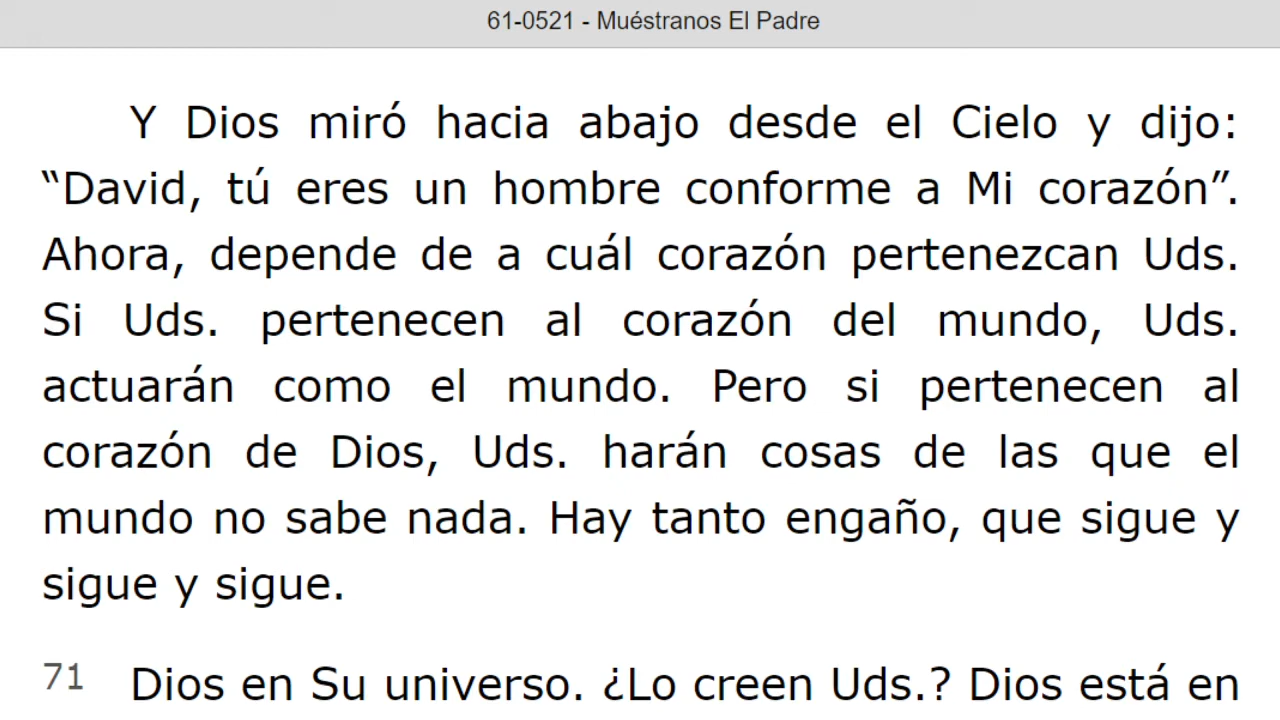 61-0521 - Muéstranos El Padre
Y Dios miró hacia abajo desde el Cielo y dijo:
“David, tú eres un hombre conforme a Mi corazón”.
Ahora, depende de a cuál corazón pertenezcan Uds.
Si Uds. pertenecen al corazón del mundo, Uds.
actuarán como el mundo. Pero si pertenecen al
corazón de Dios, Uds. harán cosas de las que el
mundo no sabe nada. Hay tanto engaño, que sigue y
sigue y sigue.
71 Dios en Su universo. ¿Lo creen Uds.? Dios está en